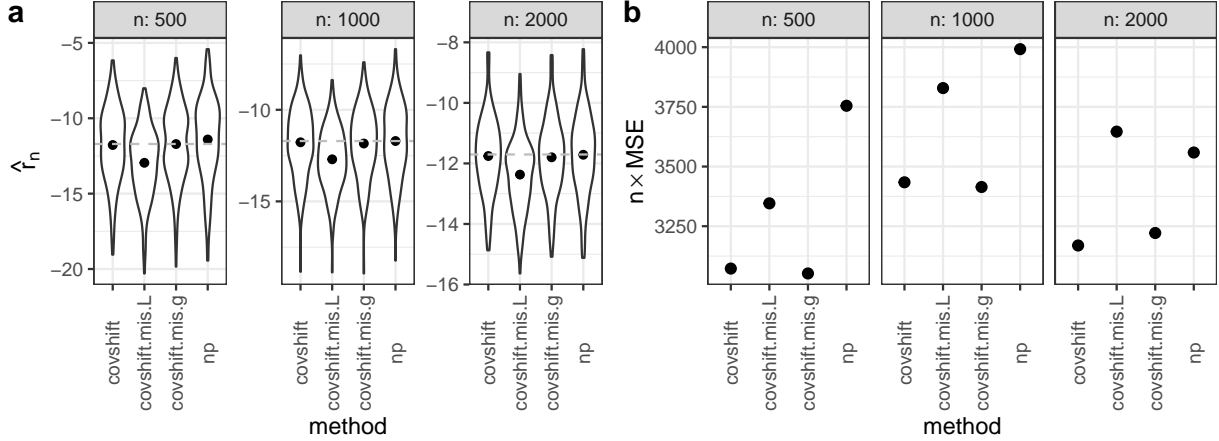 a
n: 500
n: 1000
n: 2000
r̂ₙ
−5
−10
−15
−20
−10
−15
−8
−10
−12
−14
−16
covshift
covshift.mis.L
covshift.mis.g
np
covshift
covshift.mis.L
covshift.mis.g
np
covshift
covshift.mis.L
covshift.mis.g
np
method
b
n: 500
n: 1000
n: 2000
n × MSE
4000
3750
3500
3250
covshift
covshift.mis.L
covshift.mis.g
np
covshift
covshift.mis.L
covshift.mis.g
np
covshift
covshift.mis.L
covshift.mis.g
np
method